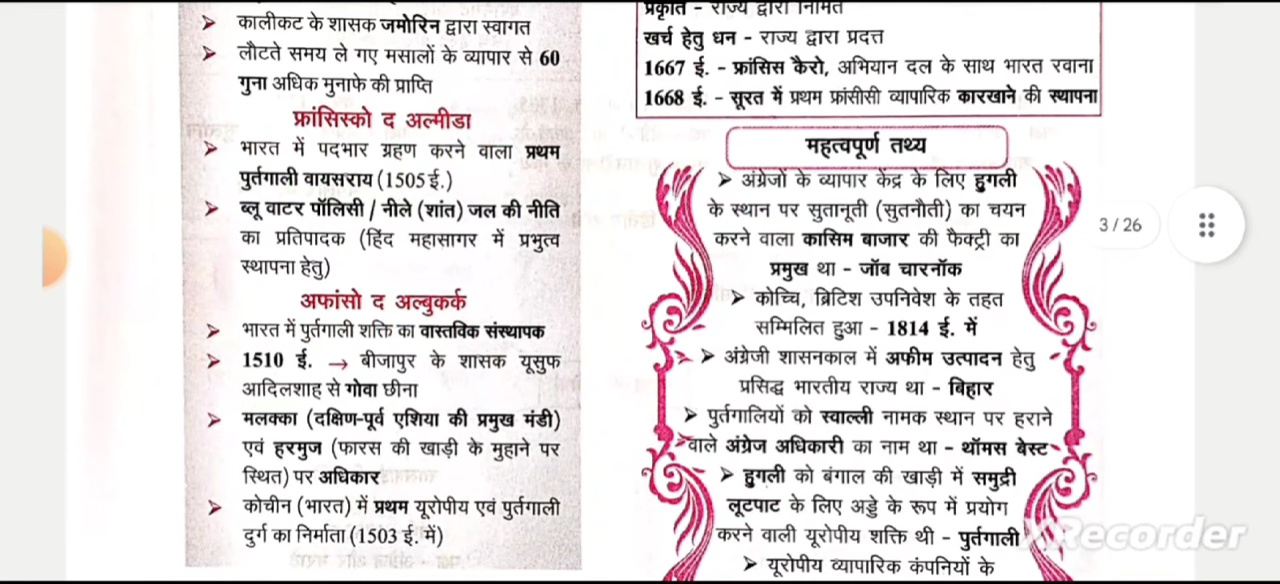 कालीकट के शासक जमोरिन द्वारा स्वागत
लौटते समय ले गए मसालों के व्यापार से 60
गुना अधिक मुनाफे की प्राप्ति
फ्रांसिस्को द अल्मीडा
भारत में पदभार ग्रहण करने वाला प्रथम
पुर्तगाली वायसराय (1505 ई.)
ब्लू वाटर पॉलिसी / नीले (शांत) जल की नीति
का प्रतिपादक (हिंद महासागर में प्रभुत्व
स्थापना हेतु)
अफांसो द अल्बुकर्क
भारत में पुर्तगाली शक्ति का वास्तविक संस्थापक
1510 ई. → बीजापुर के शासक यूसुफ
आदिलशाह से गोवा छीना
मलक्का (दक्षिण-पूर्व एशिया की प्रमुख मंडी)
एवं हरमुज (फारस की खाड़ी के मुहाने पर
स्थित) पर अधिकार
कोचीन (भारत) में प्रथम यूरोपीय एवं पुर्तगाली
दुर्ग का निर्माता (1503 ई. में)
प्रकृति - राज्य द्वारा निर्मित
खर्च हेतु धन - राज्य द्वारा प्रदत्त
1667 ई. - फ्रांसिस कैरो, अभियान दल के साथ भारत रवाना
1668 ई. - सूरत में प्रथम फ्रांसीसी व्यापारिक कारखाने की स्थापना
महत्वपूर्ण तथ्य
अंग्रेजों के व्यापार केंद्र के लिए हुगली
के स्थान पर सुतानूती (सुतनौती) का चयन
करने वाला कासिम बाजार की फैक्ट्री का
प्रमुख था - जॉब चारनॉक
कोच्चि, ब्रिटिश उपनिवेश के तहत
सम्मिलित हुआ - 1814 ई. में
अंग्रेजी शासनकाल में अफीम उत्पादन हेतु
प्रसिद्ध भारतीय राज्य था - बिहार
पुर्तगालियों को स्वाल्ली नामक स्थान पर हराने
वाले अंग्रेज अधिकारी का नाम था - थॉमस बेस्ट
हुगली को बंगाल की खाड़ी में समुद्री
लूटपाट के लिए अड्डे के रूप में प्रयोग
करने वाली यूरोपीय शक्ति थी - पुर्तगाली
यूरोपीय व्यापारिक कंपनियों के
3 / 26
XRecorder